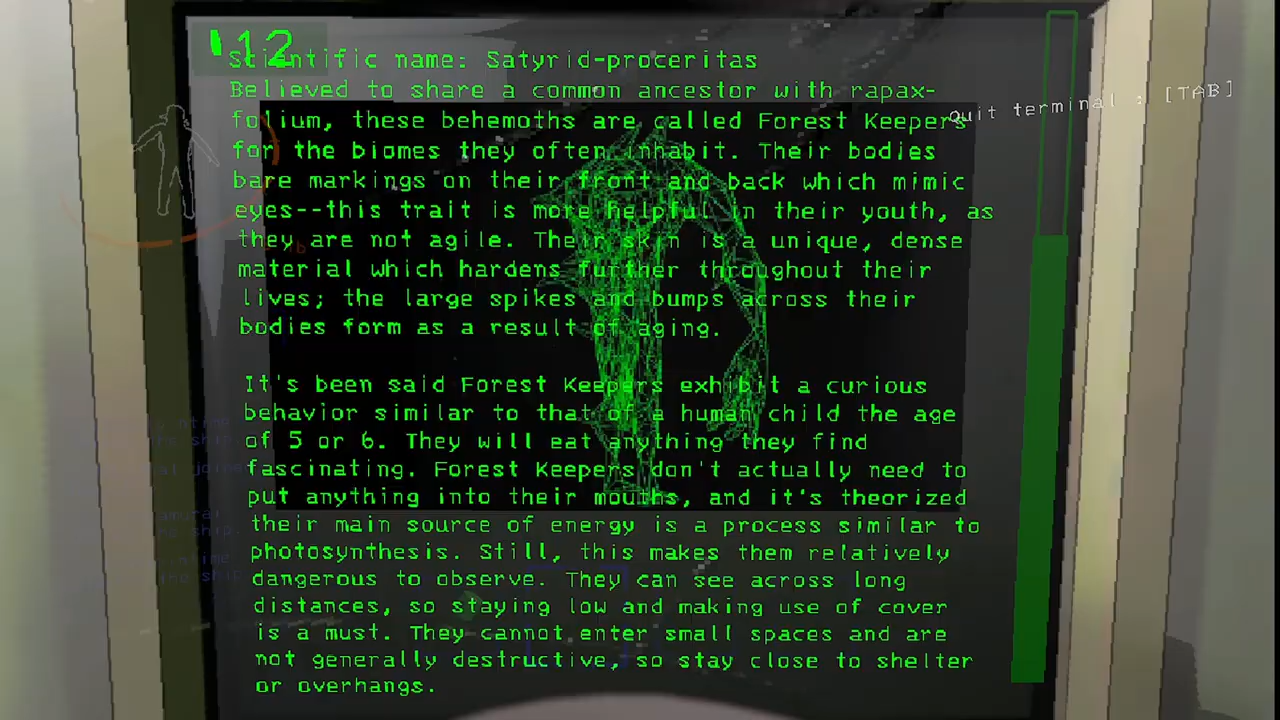 '12
Scientific name: Satyrid-proceritas
Believed to share a common ancestor with rapax-
folium, these behemoths are called Forest Keepers
for the biomes they often inhabit. Their bodies
bare markings on their front and back which mimic
eyes--this trait is more helpful in their youth, as
they are not agile. Their skin is a unique, dense
material which hardens further throughout their
lives; the large spikes and bumps across their
bodies form as a result of aging.
It's been said Forest Keepers exhibit a curious
behavior similar to that of a human child the age
of 5 or 6. They will eat anything they find
fascinating. Forest Keepers don't actually need to
put anything into their mouths, and it's theorized
their main source of energy is a process similar to
photosynthesis. Still, this makes them relatively
dangerous to observe. They can see across long
distances, so staying low and making use of cover
is a must. They cannot enter small spaces and are
not generally destructive, so stay close to shelter
or overhangs.
Quit terminal : [TAB]